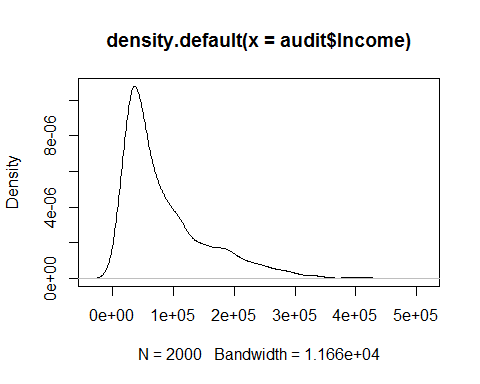 density.default(x = audit$Income)
Density
8e-06
4e-06
0e+00
0e+00 1e+05 2e+05 3e+05 4e+05 5e+05
N = 2000 Bandwidth = 1.166e+04